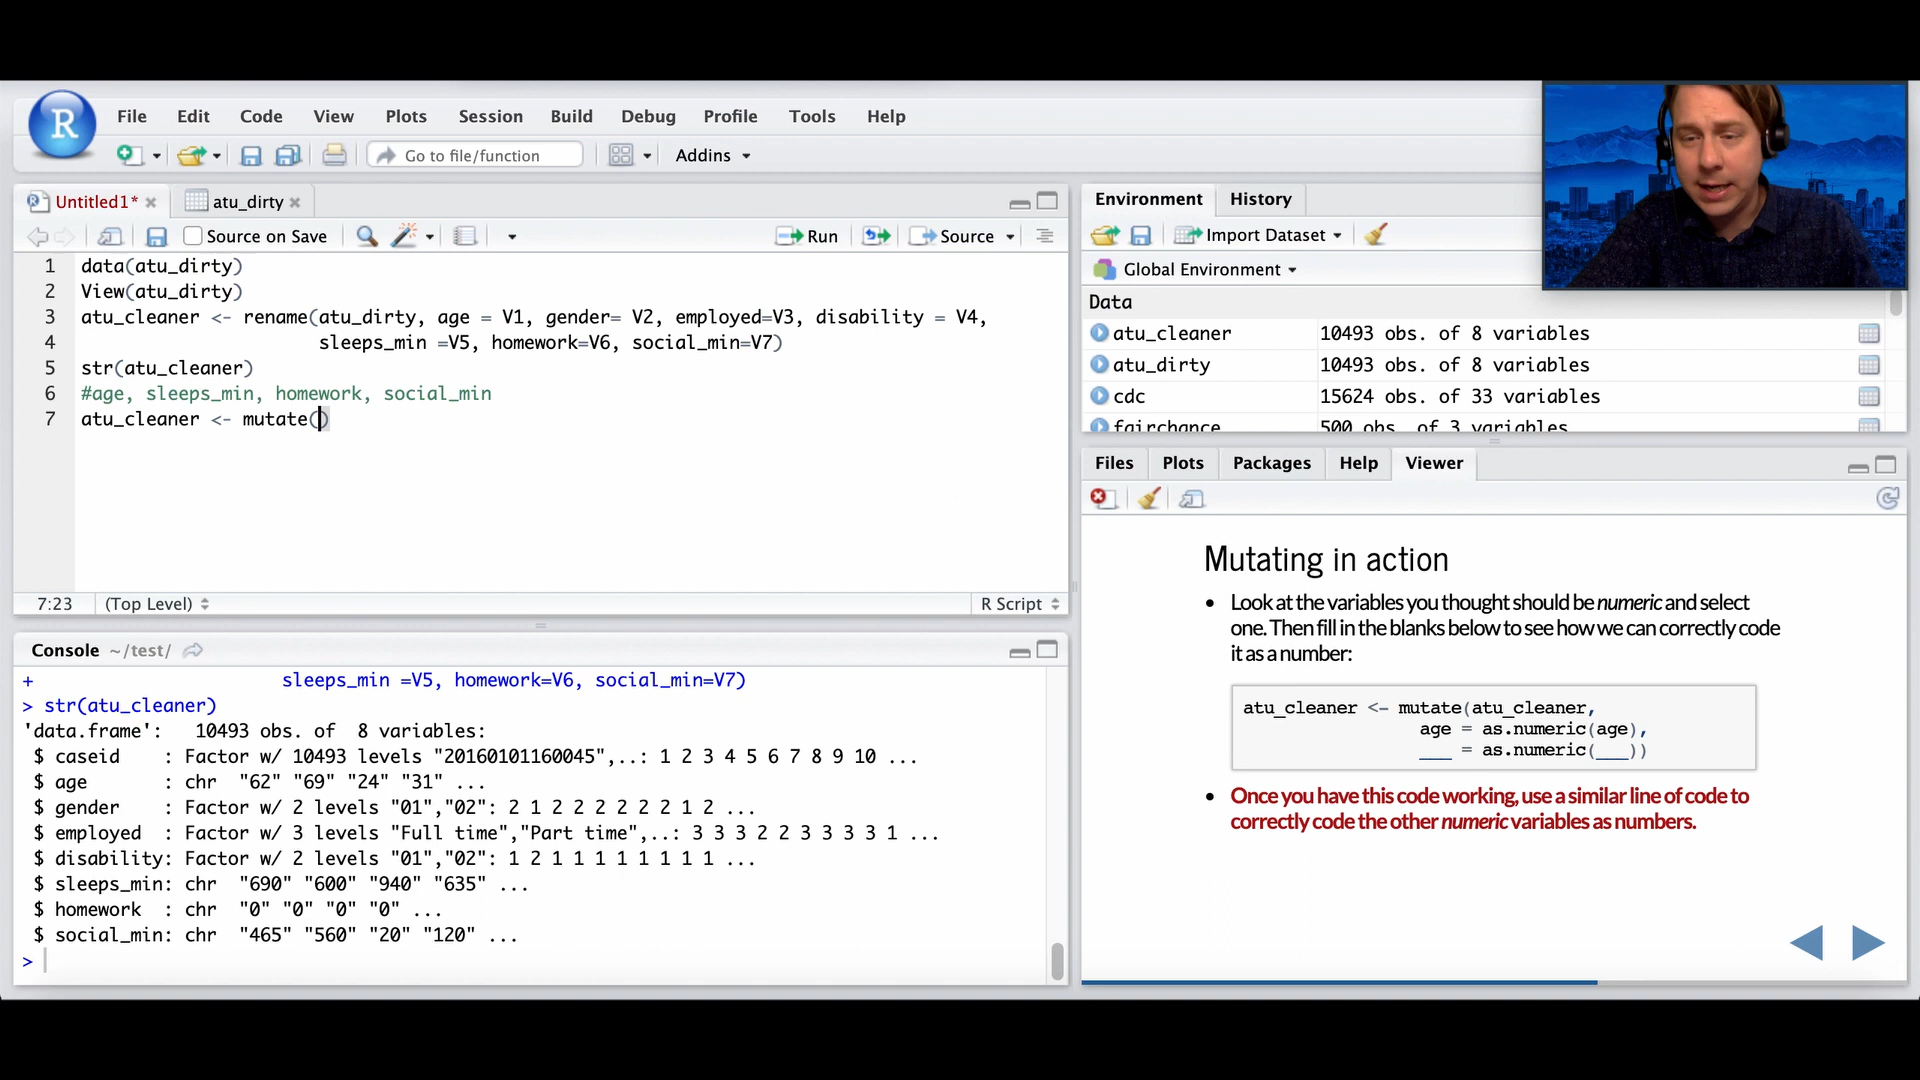 R
File Edit Code View Plots Session Build Debug Profile Tools Help
Go to file/function Addins
Untitled1* atu_dirty
Source on Save Run Source
1 data(atu_dirty)
2 View(atu_dirty)
3 atu_cleaner <- rename(atu_dirty, age = V1, gender= V2, employed=V3, disability = V4,
4 sleeps_min =V5, homework=V6, social_min=V7)
5 str(atu_cleaner)
6 #age, sleeps_min, homework, social_min
7 atu_cleaner <- mutate()
7:23 (Top Level) R Script
Console ~/test/
+ sleeps_min =V5, homework=V6, social_min=V7)
> str(atu_cleaner)
'data.frame': 10493 obs. of 8 variables:
$ caseid : Factor w/ 10493 levels "20160101160045",..: 1 2 3 4 5 6 7 8 9 10 ...
$ age : chr "62" "69" "24" "31" ...
$ gender : Factor w/ 2 levels "01","02": 2 1 2 2 2 2 2 2 1 2 ...
$ employed : Factor w/ 3 levels "Full time","Part time",..: 3 3 3 2 2 3 3 3 3 1 ...
$ disability: Factor w/ 2 levels "01","02": 1 2 1 1 1 1 1 1 1 1 ...
$ sleeps_min: chr "690" "600" "940" "635" ...
$ homework : chr "0" "0" "0" "0" ...
$ social_min: chr "465" "560" "20" "120" ...
>
Environment History
Import Dataset
Global Environment
Data
atu_cleaner 10493 obs. of 8 variables
atu_dirty 10493 obs. of 8 variables
cdc 15624 obs. of 33 variables
fairchance 500 obs. of 3 variables
Files Plots Packages Help Viewer
Mutating in action
• Look at the variables you thought should be numeric and select
one. Then fill in the blanks below to see how we can correctly code
it as a number:
atu_cleaner <- mutate(atu_cleaner,
age = as.numeric(age),
___ = as.numeric(___))
• Once you have this code working, use a similar line of code to
correctly code the other numeric variables as numbers.